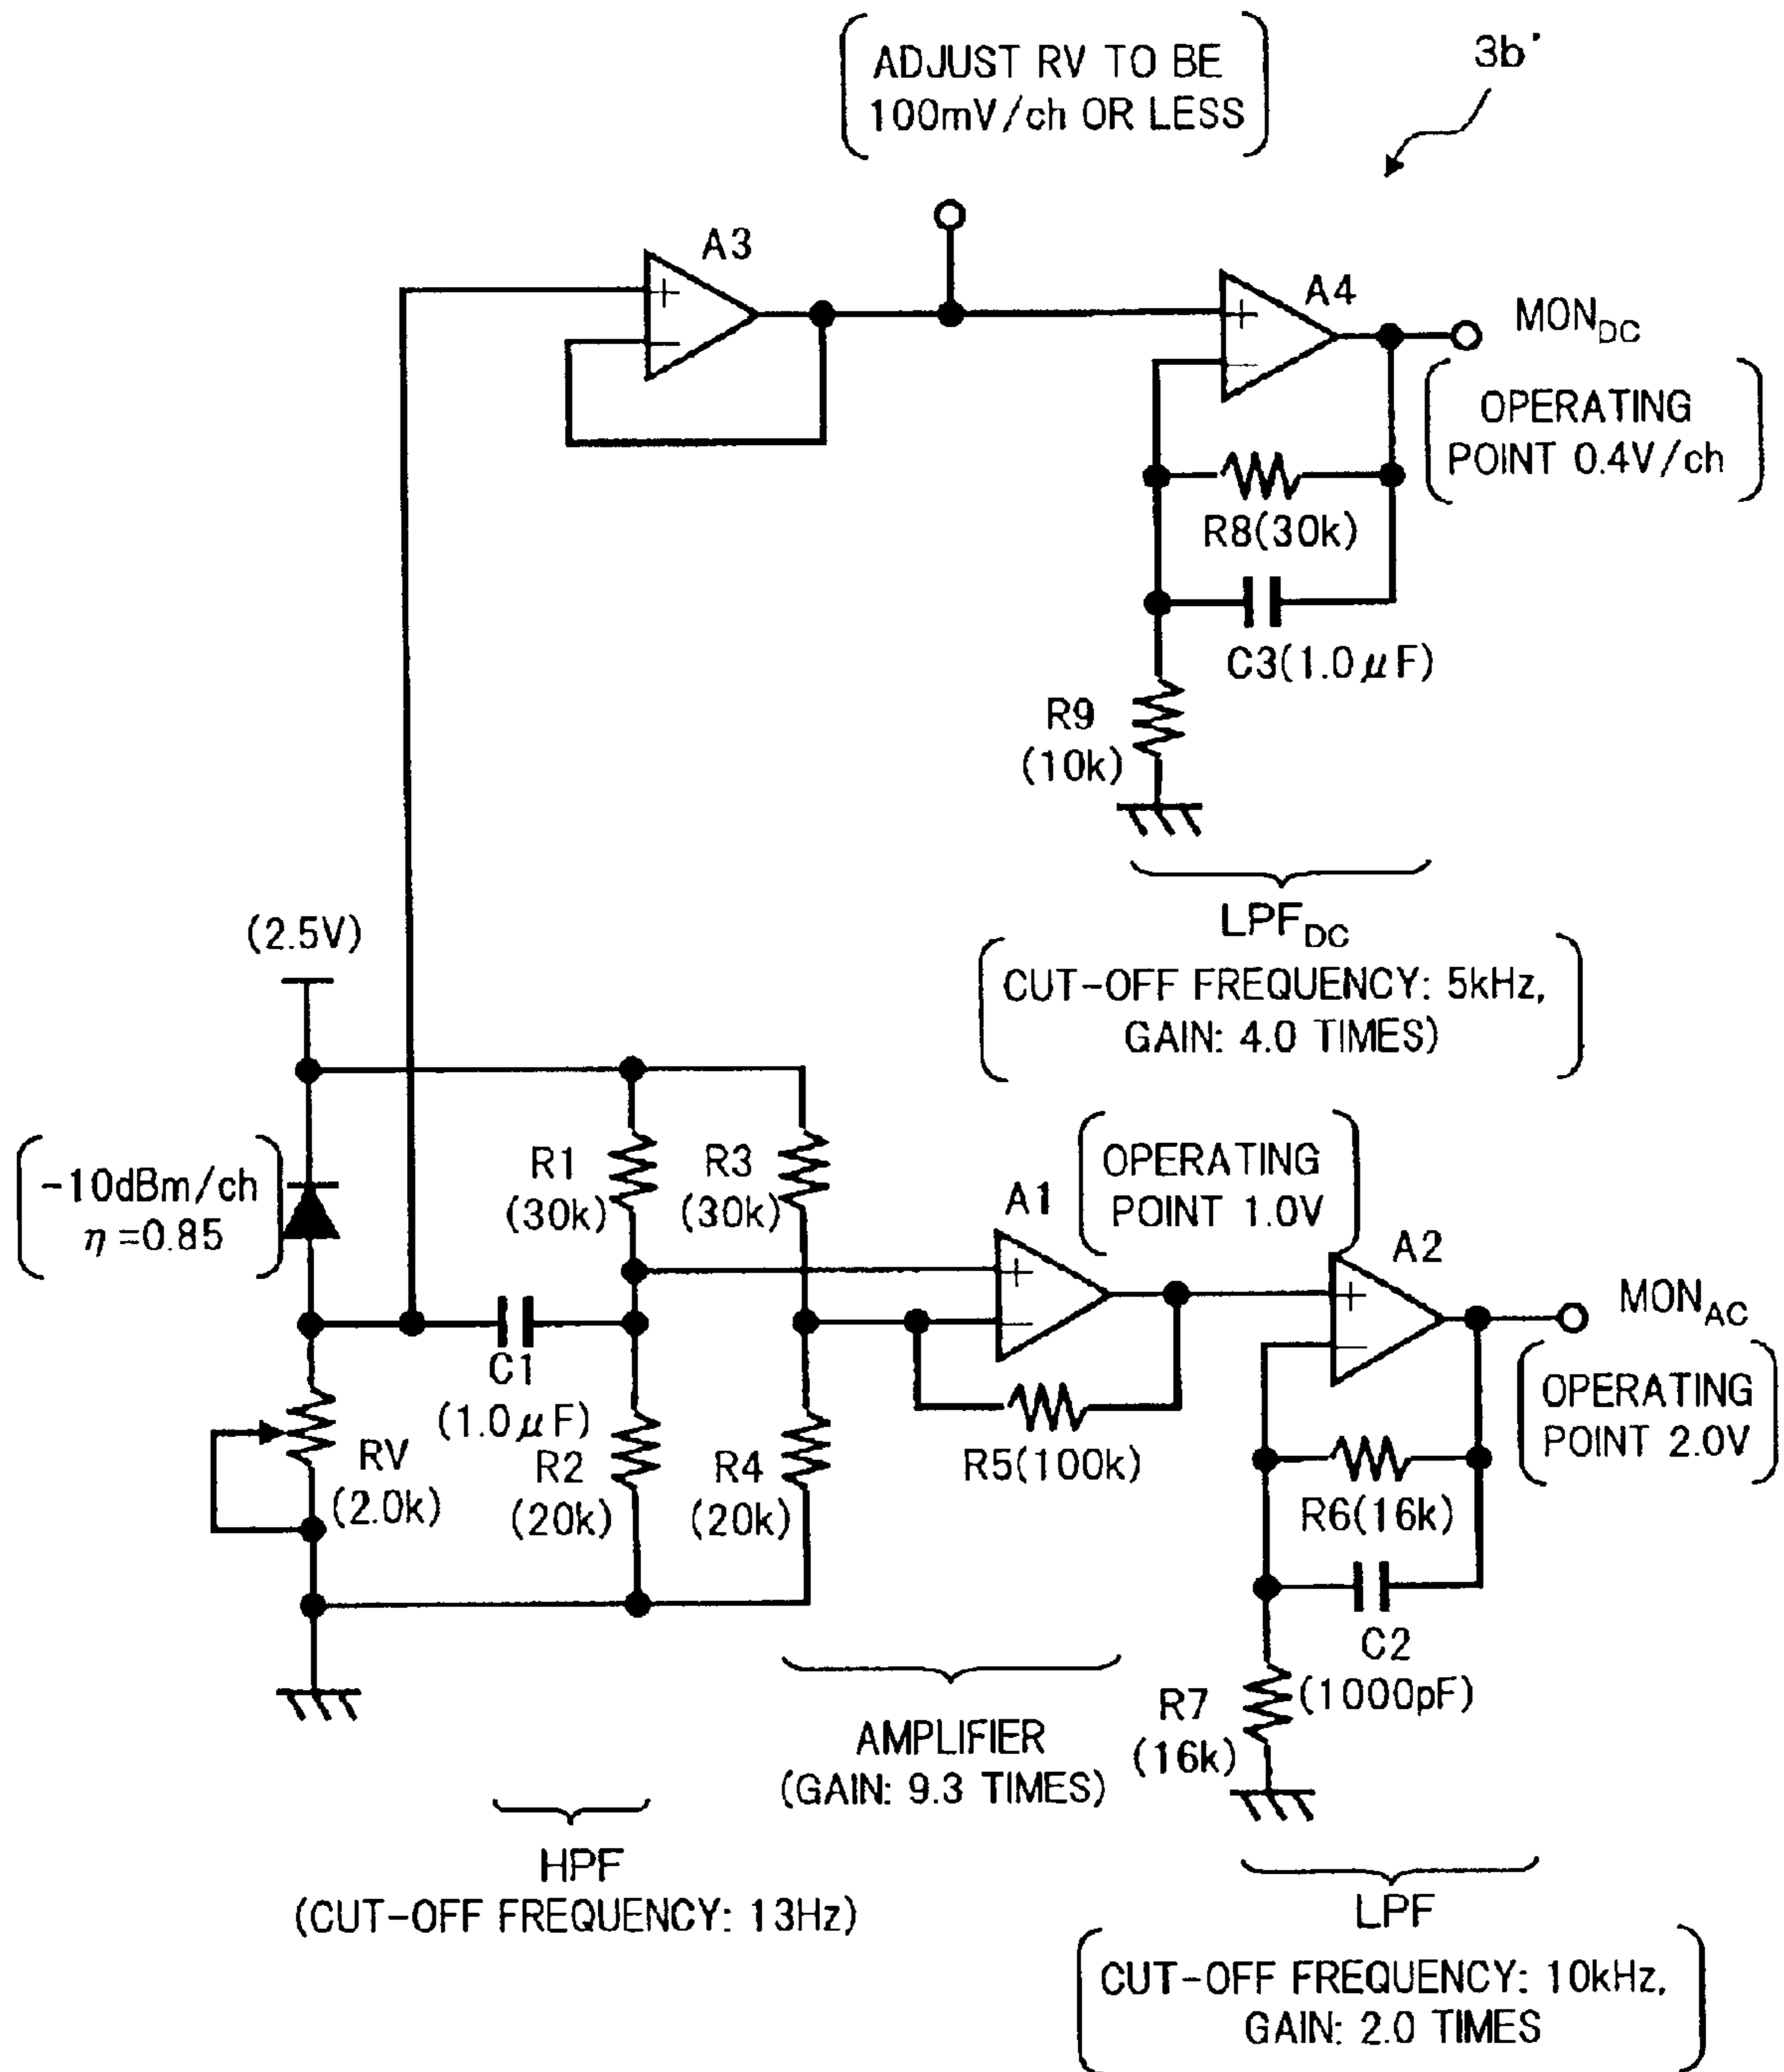 3b'
ADJUST RV TO BE
100mV/ch OR LESS
A3
A4
+
−
+
−
MON_DC
OPERATING
POINT 0.4V/ch
R8(30k)
C3(1.0μF)
R9
(10k)
LPF_DC
(CUT-OFF FREQUENCY: 5kHz,
GAIN: 4.0 TIMES)
(2.5V)
-10dBm/ch
η=0.85
R1
(30k)
R3
(30k)
A1
+
−
OPERATING
POINT 1.0V
A2
+
−
MON_AC
OPERATING
POINT 2.0V
C1
(1.0μF)
RV
(2.0k)
R2
(20k)
R4
(20k)
R5(100k)
R6(16k)
C2
(1000pF)
R7
(16k)
AMPLIFIER
(GAIN: 9.3 TIMES)
HPF
(CUT-OFF FREQUENCY: 13Hz)
LPF
CUT-OFF FREQUENCY: 10kHz,
GAIN: 2.0 TIMES